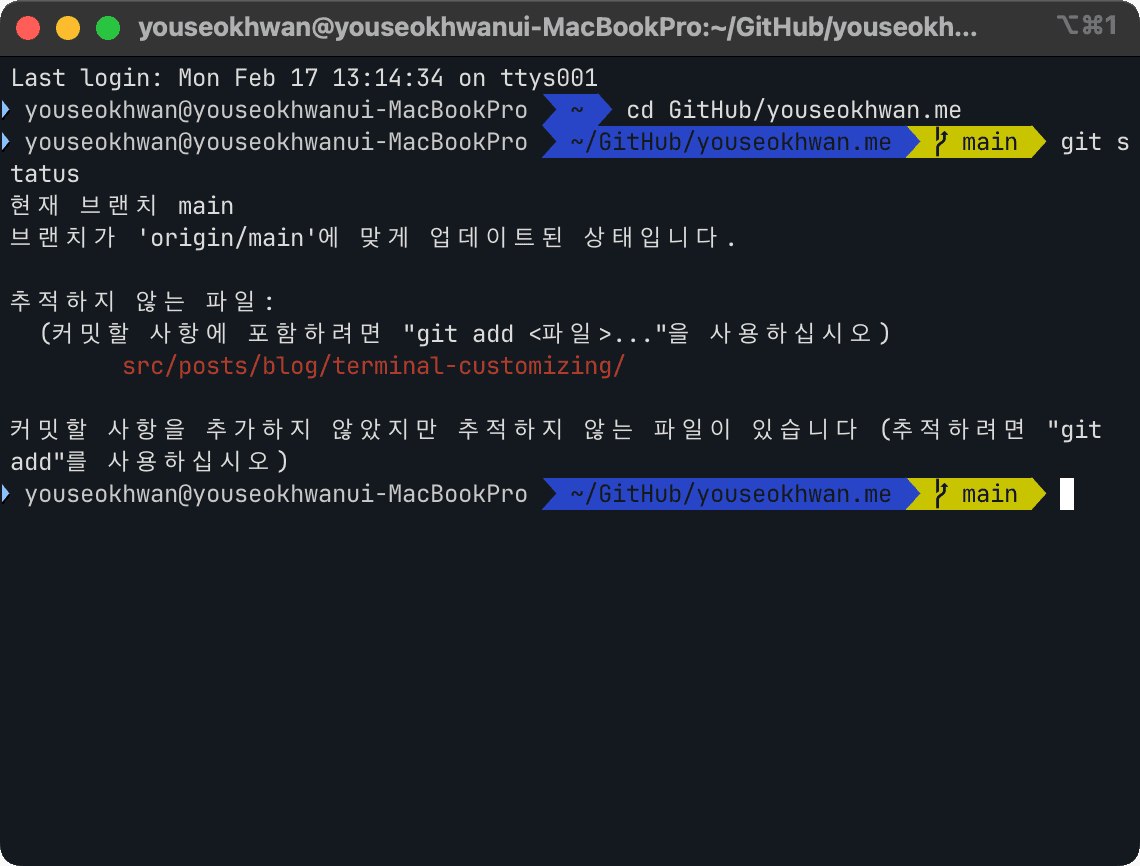 youseokhwan@youseokhwanui-MacBookPro:~/GitHub/youseokh...
⌥⌘1
Last login: Mon Feb 17 13:14:34 on ttys001
youseokhwan@youseokhwanui-MacBookPro ~ cd GitHub/youseokhwan.me
youseokhwan@youseokhwanui-MacBookPro ~/GitHub/youseokhwan.me main git s
tatus
현재 브랜치 main
브랜치가 'origin/main'에 맞게 업데이트된 상태입니다.
추적하지 않는 파일:
(커밋할 사항에 포함하려면 "git add <파일>..."을 사용하십시오)
src/posts/blog/terminal-customizing/
커밋할 사항을 추가하지 않았지만 추적하지 않는 파일이 있습니다 (추적하려면 "git
add"를 사용하십시오)
youseokhwan@youseokhwanui-MacBookPro ~/GitHub/youseokhwan.me main